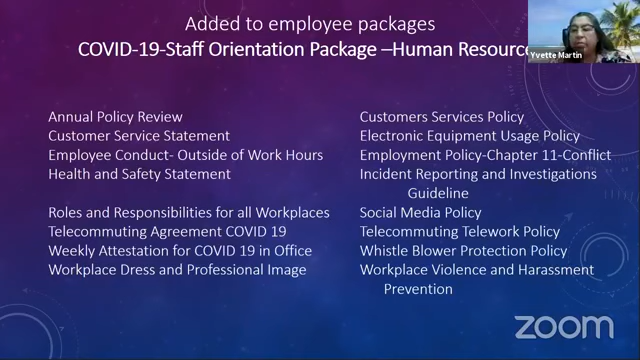 Added to employee packages
COVID-19-Staff Orientation Package –Human Resource
Yvette Martin
Annual Policy Review
Customer Service Statement
Employee Conduct- Outside of Work Hours
Health and Safety Statement
Roles and Responsibilities for all Workplaces
Telecommuting Agreement COVID 19
Weekly Attestation for COVID 19 in Office
Workplace Dress and Professional Image
Customers Services Policy
Electronic Equipment Usage Policy
Employment Policy-Chapter 11-Conflict
Incident Reporting and Investigations
Guideline
Social Media Policy
Telecommuting Telework Policy
Whistle Blower Protection Policy
Workplace Violence and Harassment
Prevention
zoom